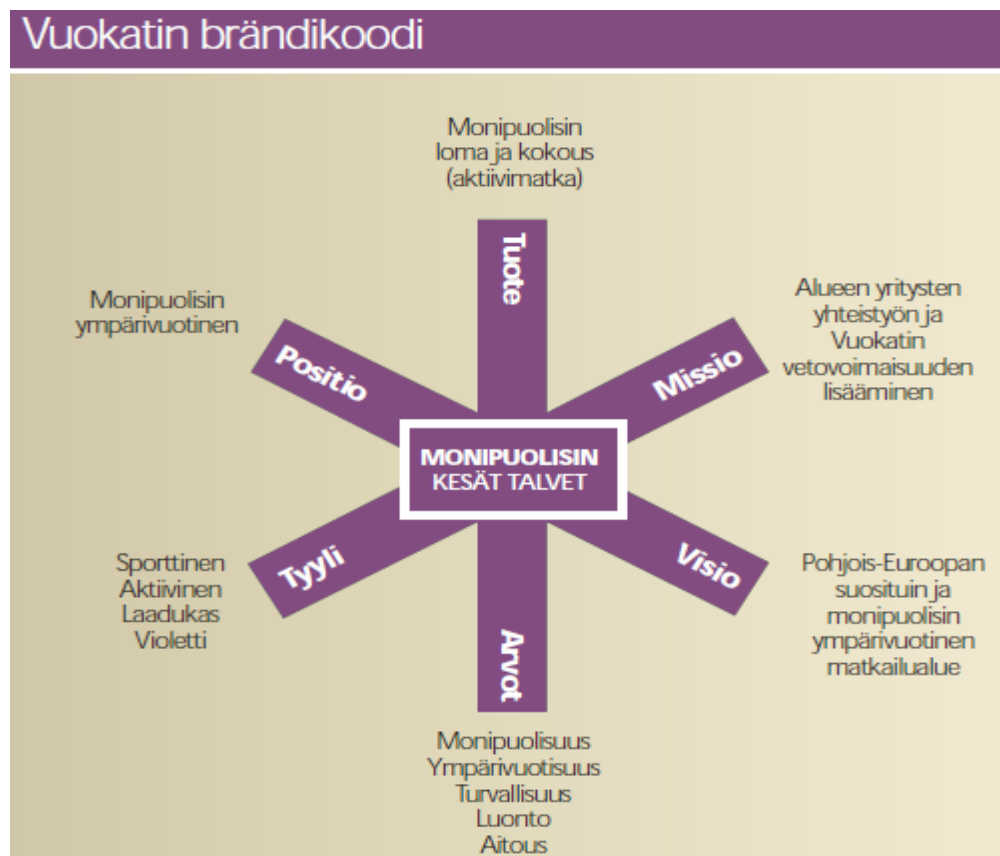 Vuokatin brändikoodi
Monipuolisin
loma ja kokous
(aktiivimatka)
Tuote
Monipuolisin
ympärivuotinen
Positio
Alueen yritysten
yhteistyön ja
Vuokatin
vetovoimaisuuden
lisääminen
Missio
MONIPUOLISIN
KESÄT TALVET
Sporttinen
Aktiivinen
Laadukas
Violetti
Tyyli
Visio
Pohjois-Euroopan
suosituin ja
monipuolisin
ympärivuotinen
matkailualue
Arvot
Monipuolisuus
Ympärivuotisuus
Turvallisuus
Luonto
Aitous